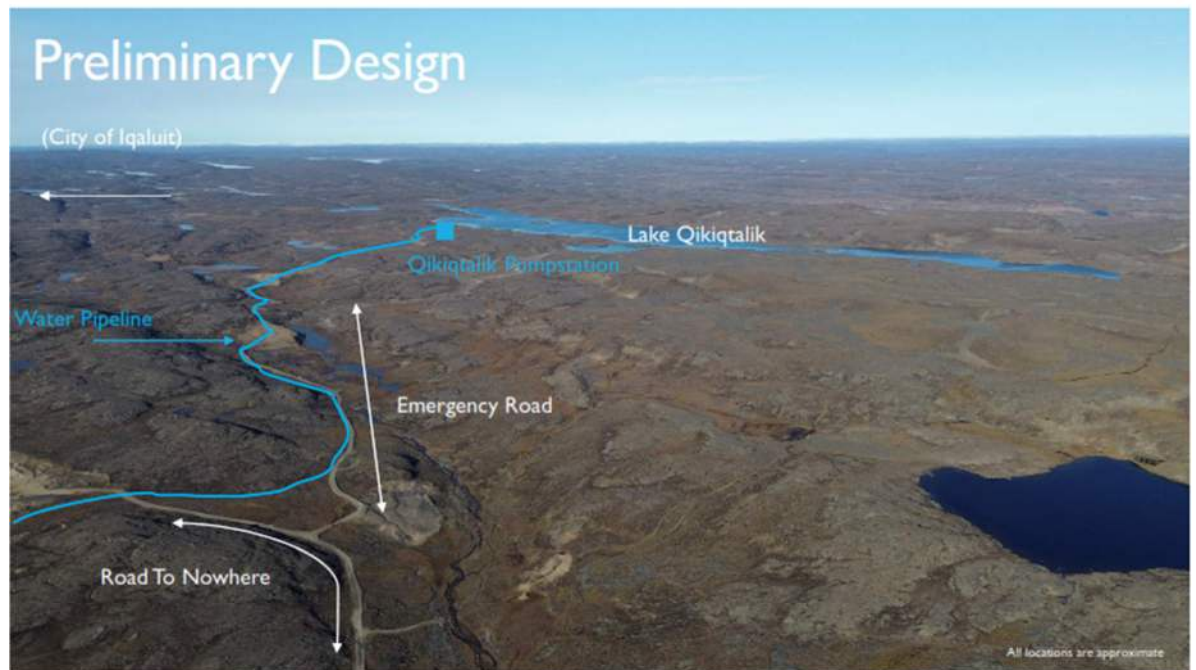 Preliminary Design
(City of Iqaluit)
Lake Qikiqtalik
Qikiqtalik Pumpstation
Water Pipeline
Emergency Road
Road To Nowhere
All locations are approximate